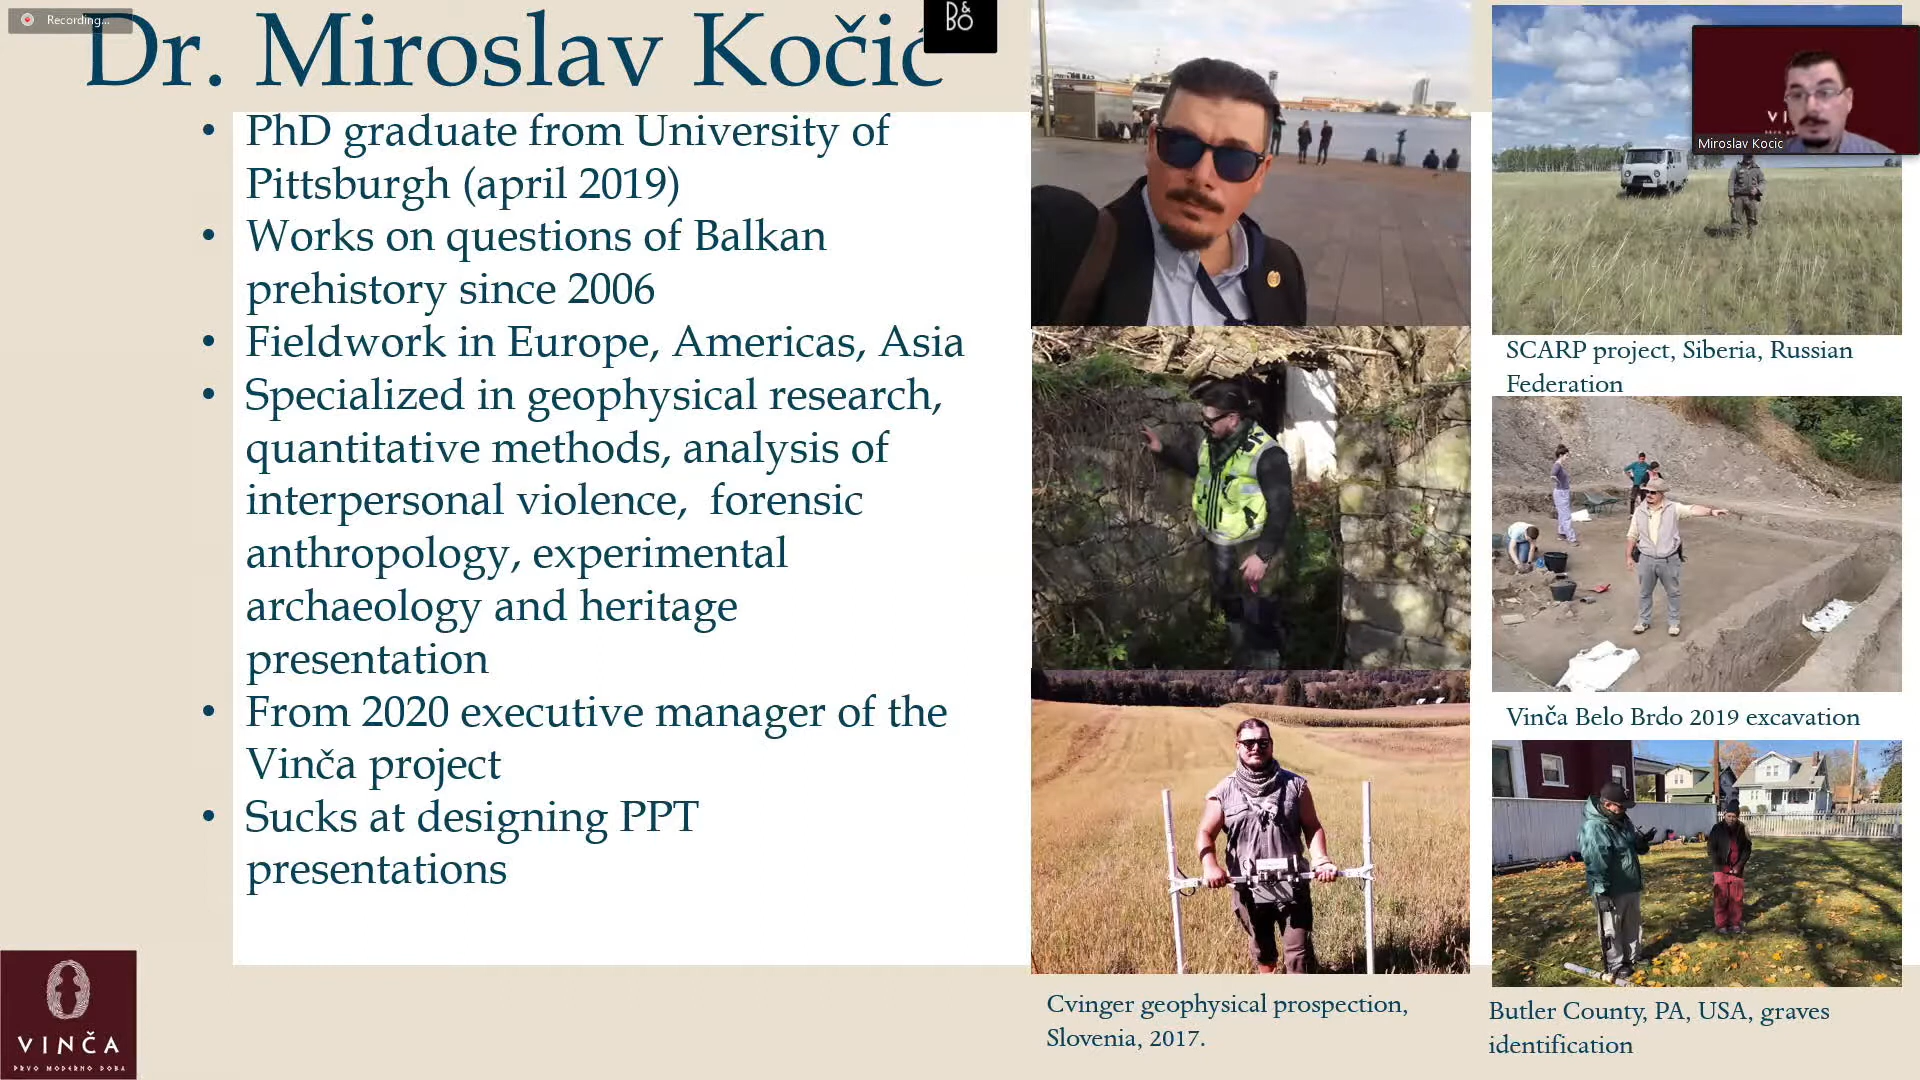 Recording...
Dr. Miroslav Kočić
B&
BO
• PhD graduate from University of
Pittsburgh (april 2019)
• Works on questions of Balkan
prehistory since 2006
• Fieldwork in Europe, Americas, Asia
• Specialized in geophysical research,
quantitative methods, analysis of
interpersonal violence,  forensic
anthropology, experimental
archaeology and heritage
presentation
• From 2020 executive manager of the
Vinča project
• Sucks at designing PPT
presentations
VINČA
PRVO MODERNO DOBA
Cvinger geophysical prospection,
Slovenia, 2017.
VI
Miroslav Kocic
SCARP project, Siberia, Russian
Federation
Vinča Belo Brdo 2019 excavation
Butler County, PA, USA, graves
identification